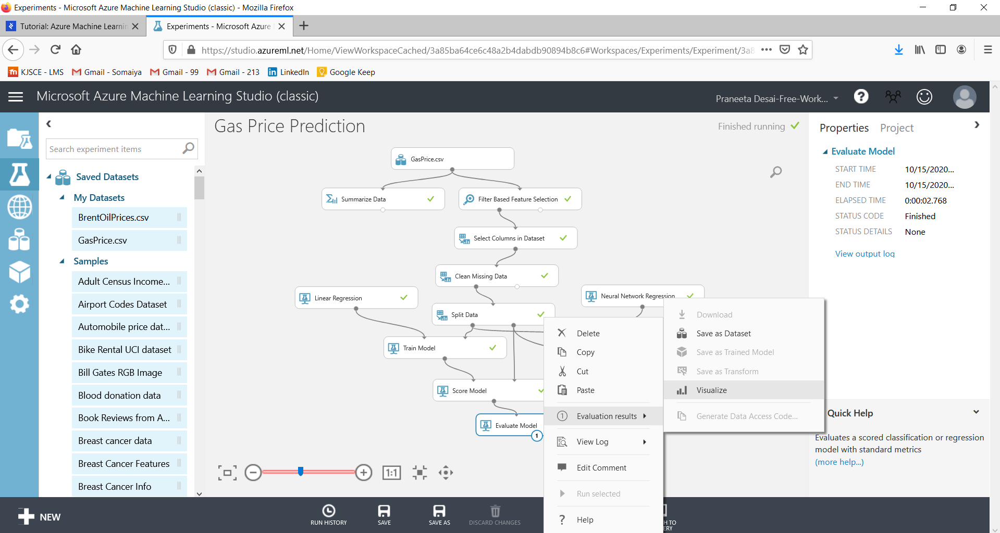 Experiments - Microsoft Azure Machine Learning Studio (classic) - Mozilla Firefox
Tutorial: Azure Machine Learnin
Experiments - Microsoft Azure
https://studio.azureml.net/Home/ViewWorkspaceCached/3a85ba64ce6c48a2b4dabdb90894b8c6#Workspaces/Experiments/Experiment/3a8
KJSCE - LMS
Gmail - Somaiya
Gmail - 99
Gmail - 213
LinkedIn
Google Keep
Microsoft Azure Machine Learning Studio (classic)
Praneeta Desai-Free-Work...
Search experiment items
Saved Datasets
My Datasets
BrentOilPrices.csv
GasPrice.csv
Samples
Adult Census Income...
Airport Codes Dataset
Automobile price dat...
Bike Rental UCI dataset
Bill Gates RGB Image
Blood donation data
Book Reviews from A...
Breast cancer data
Breast Cancer Features
Breast Cancer Info
Gas Price Prediction
Finished running
GasPrice.csv
Summarize Data
Filter Based Feature Selection
Select Columns in Dataset
Clean Missing Data
Linear Regression
Neural Network Regression
Split Data
Train Model
Score Model
Evaluate Model
1
1:1
Delete
Copy
Cut
Paste
1 Evaluation results
View Log
Edit Comment
Run selected
Help
Download
Save as Dataset
Save as Trained Model
Save as Transform
Visualize
Generate Data Access Code...
Properties
Project
Evaluate Model
START TIME 10/15/2020...
END TIME 10/15/2020...
ELAPSED TIME 0:00:02.768
STATUS CODE Finished
STATUS DETAILS None
View output log
Quick Help
Evaluates a scored classification or regression
model with standard metrics
(more help...)
NEW
RUN HISTORY
SAVE
SAVE AS
DISCARD CHANGES
H TO
ERY